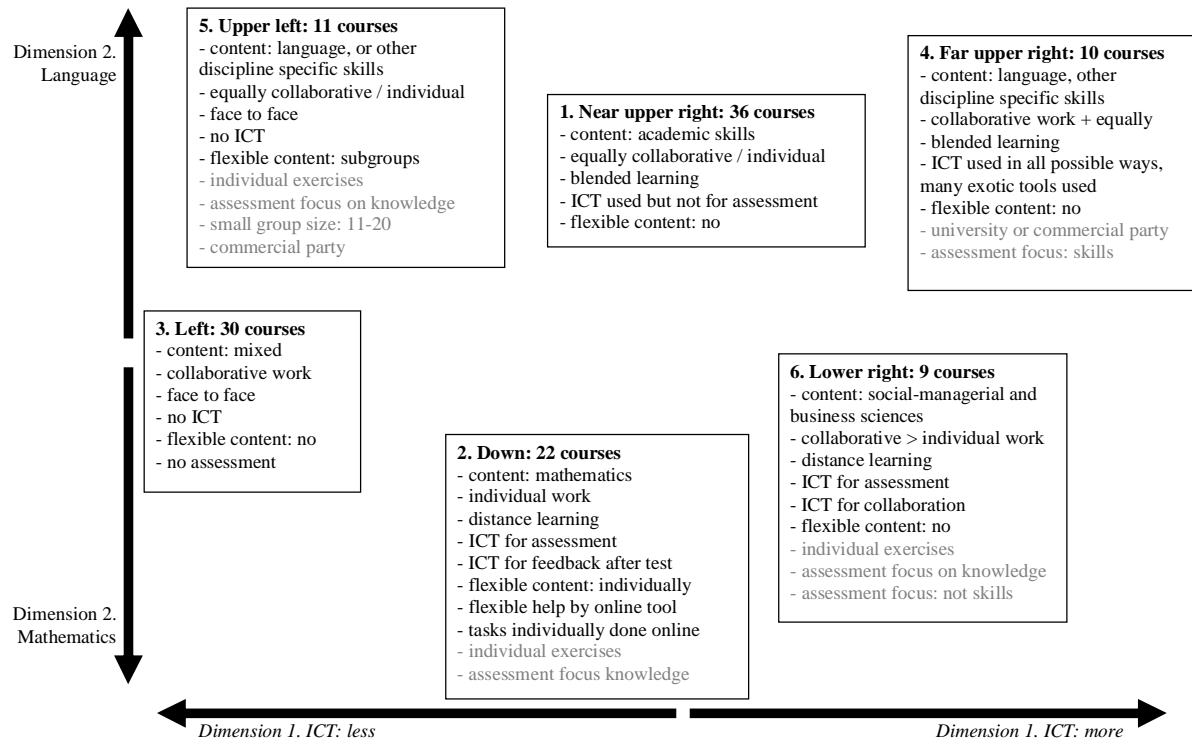 Dimension 2.
Language
5. Upper left: 11 courses
- content: language, or other
discipline specific skills
- equally collaborative / individual
- face to face
- no ICT
- flexible content: subgroups
- individual exercises
- assessment focus on knowledge
- small group size: 11-20
- commercial party
1. Near upper right: 36 courses
- content: academic skills
- equally collaborative / individual
- blended learning
- ICT used but not for assessment
- flexible content: no
4. Far upper right: 10 courses
- content: language, other
discipline specific skills
- collaborative work + equally
- blended learning
- ICT used in all possible ways,
many exotic tools used
- flexible content: no
- university or commercial party
- assessment focus: skills
3. Left: 30 courses
- content: mixed
- collaborative work
- face to face
- no ICT
- flexible content: no
- no assessment
2. Down: 22 courses
- content: mathematics
- individual work
- distance learning
- ICT for assessment
- ICT for feedback after test
- flexible content: individually
- flexible help by online tool
- tasks individually done online
- individual exercises
- assessment focus knowledge
6. Lower right: 9 courses
- content: social-managerial and
business sciences
- collaborative > individual work
- distance learning
- ICT for assessment
- ICT for collaboration
- flexible content: no
- individual exercises
- assessment focus on knowledge
- assessment focus: not skills
Dimension 2.
Mathematics
Dimension 1. ICT: less
Dimension 1. ICT: more